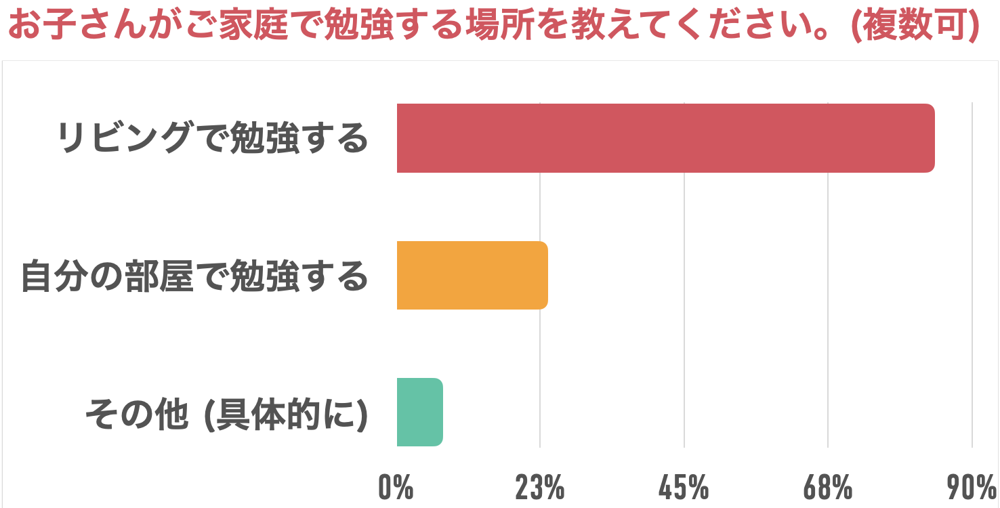 お子さんがご家庭で勉強する場所を教えてください。(複数可)
リビングで勉強する
自分の部屋で勉強する
その他 (具体的に)
0% 23% 45% 68% 90%